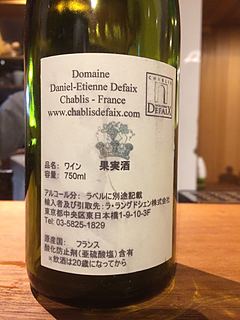 Domaine
Daniel-Etienne Defaix
Chablis - France
www.chablisdefaix.com
CHABLIS
DEFAIX
品名: ワイン 果実酒
容量: 750ml
アルコール分: ラベルに別途記載
輸入者及び引取先: ラ・ラングドシェン株式会社
東京都中央区東日本橋1-9-10-3F
Tel: 03-5825-1829
原産国: フランス
酸化防止剤(亜硫酸塩)含有
※飲酒は20歳になってから